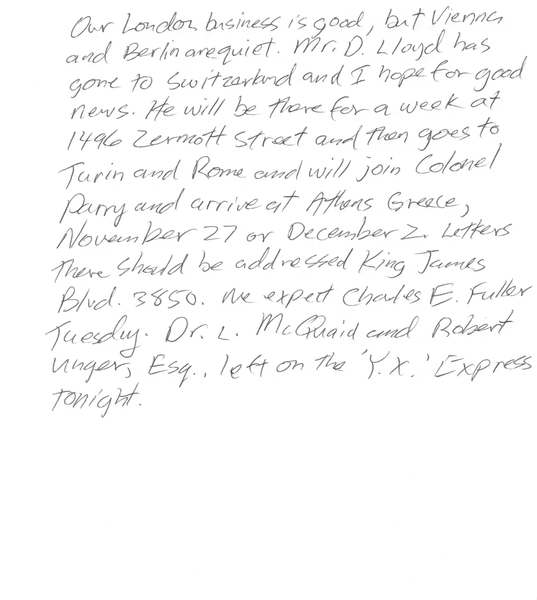 Our London business is good, but Vienna
and Berlin are quiet. Mr. D. Lloyd has
gone to Switzerland and I hope for good
news. He will be there for a week at
1496 Zermott Street and then goes to
Turin and Rome and will join Colonel
Parry and arrive at Athens Greece,
November 27 or December 2. Letters
there should be addressed King James
Blvd. 3850. We expert Charles E. Fuller
Tuesday. Dr. L. McQuaid and Robert
Unger, Esq., left on the 'Y.X.' Express
tonight.